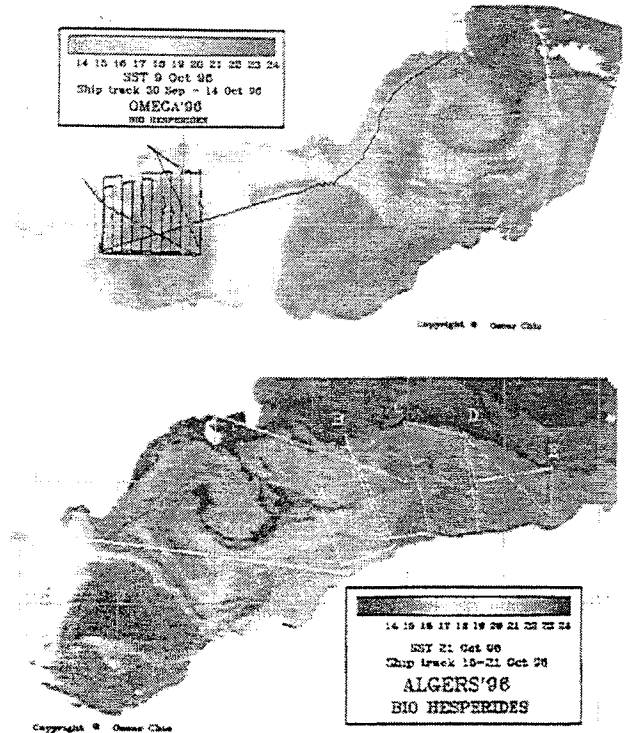 14 15 16 17 18 19 20 21 22 23 24
SST 9 Oct 96
Ship track 30 Sep - 14 Oct 96
OMEGA'96
BIO HESPERIDES
Copyright © Omar Chic
D
E
14 15 16 17 18 19 20 21 22 23 24
SST 21 Oct 96
Ship track 15-21 Oct 96
ALGERS'96
BIO HESPERIDES
Copyright © Omar Chic